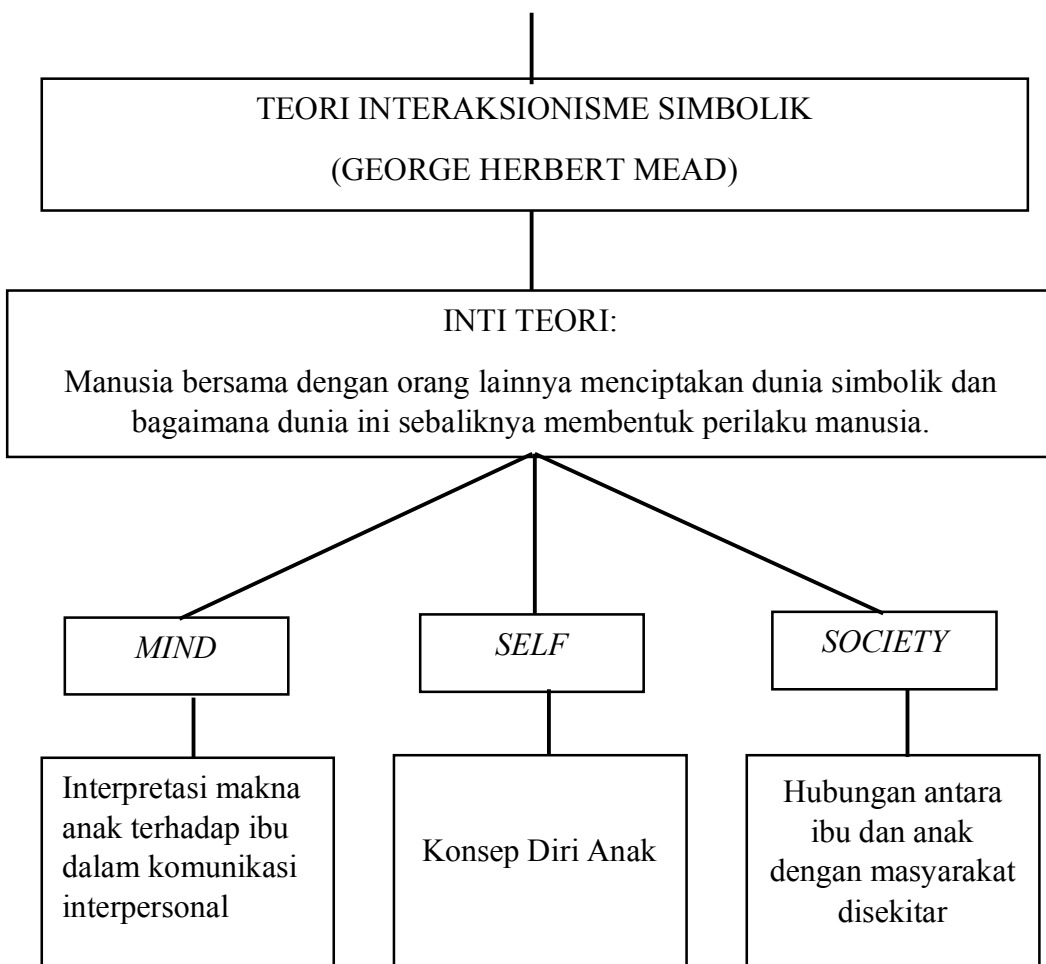 TEORI INTERAKSIONISME SIMBOLIK
(GEORGE HERBERT MEAD)
INTI TEORI:
Manusia bersama dengan orang lainnya menciptakan dunia simbolik dan
bagaimana dunia ini sebaliknya membentuk perilaku manusia.
MIND
SELF
SOCIETY
Interpretasi makna
anak terhadap ibu
dalam komunikasi
interpersonal
Konsep Diri Anak
Hubungan antara
ibu dan anak
dengan masyarakat
disekitar